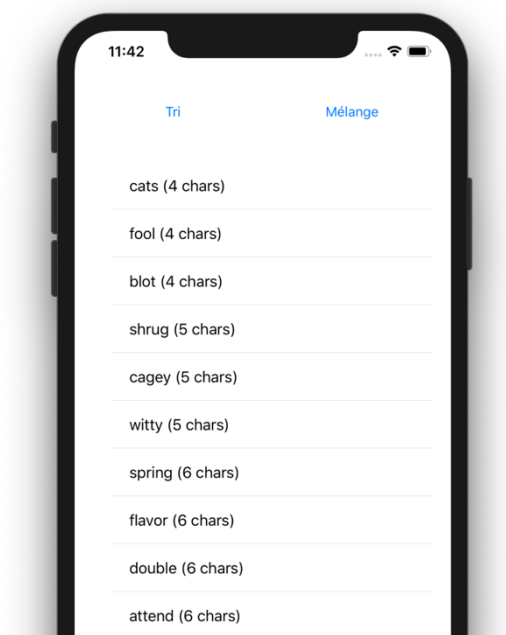 11:42
Tri Mélange
cats (4 chars)
fool (4 chars)
blot (4 chars)
shrug (5 chars)
cagey (5 chars)
witty (5 chars)
spring (6 chars)
flavor (6 chars)
double (6 chars)
attend (6 chars)